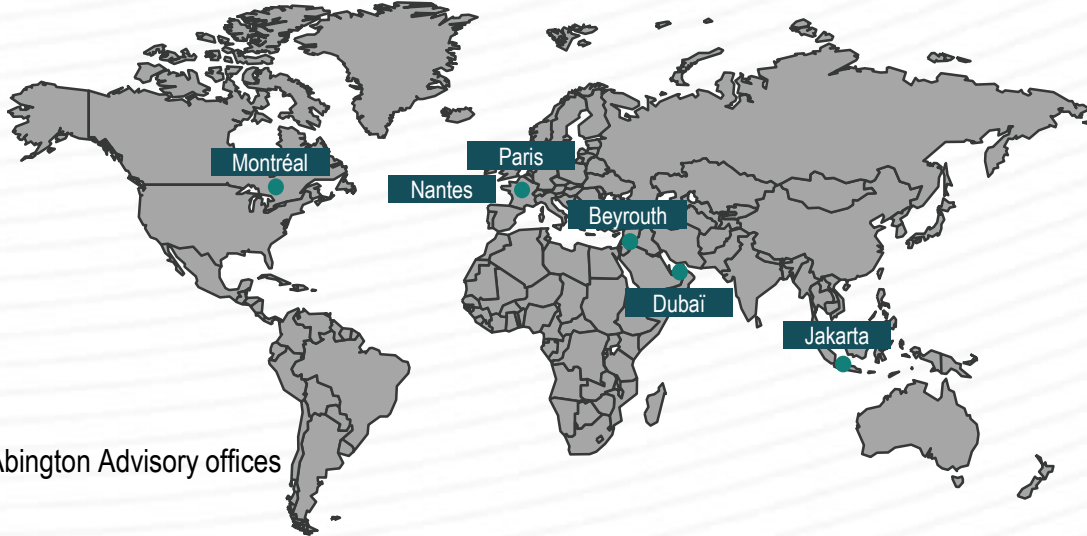 Montréal
Paris
Nantes
Beyrouth
Dubaï
Jakarta
Abington Advisory offices